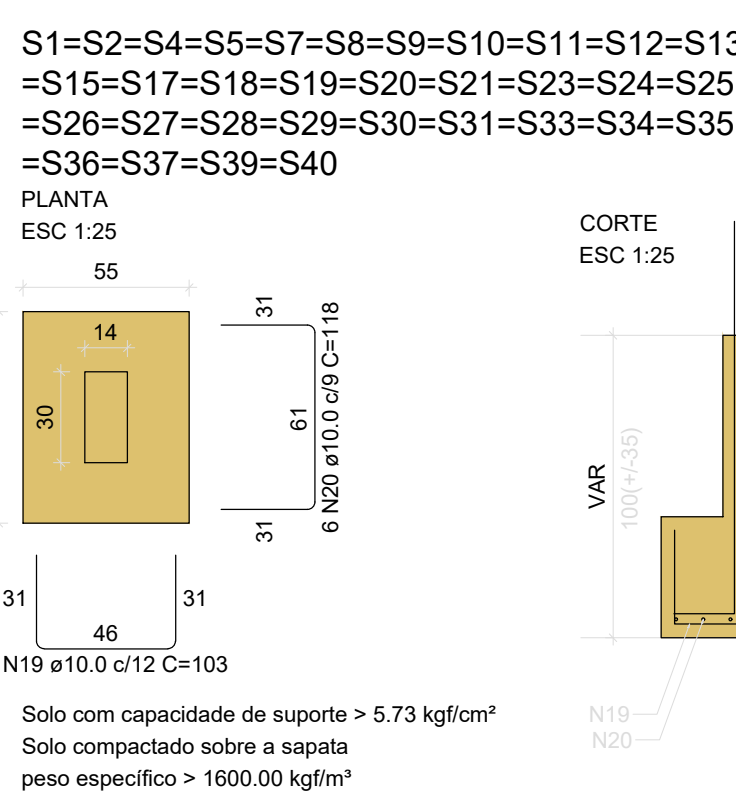 S1=S2=S4=S5=S7=S8=S9=S10=S11=S12=S13
=S15=S17=S18=S19=S20=S21=S23=S24=S25
=S26=S27=S28=S29=S30=S31=S33=S34=S35
=S36=S37=S39=S40
PLANTA
ESC 1:25
55
14
30
31
61
31
6 N20 ø10.0 c/9 C=118
31
31
46
N19 ø10.0 c/12 C=103
CORTE
ESC 1:25
VAR
100(+/-35)
N19
N20
Solo com capacidade de suporte > 5.73 kgf/cm²
Solo compactado sobre a sapata
peso específico > 1600.00 kgf/m³